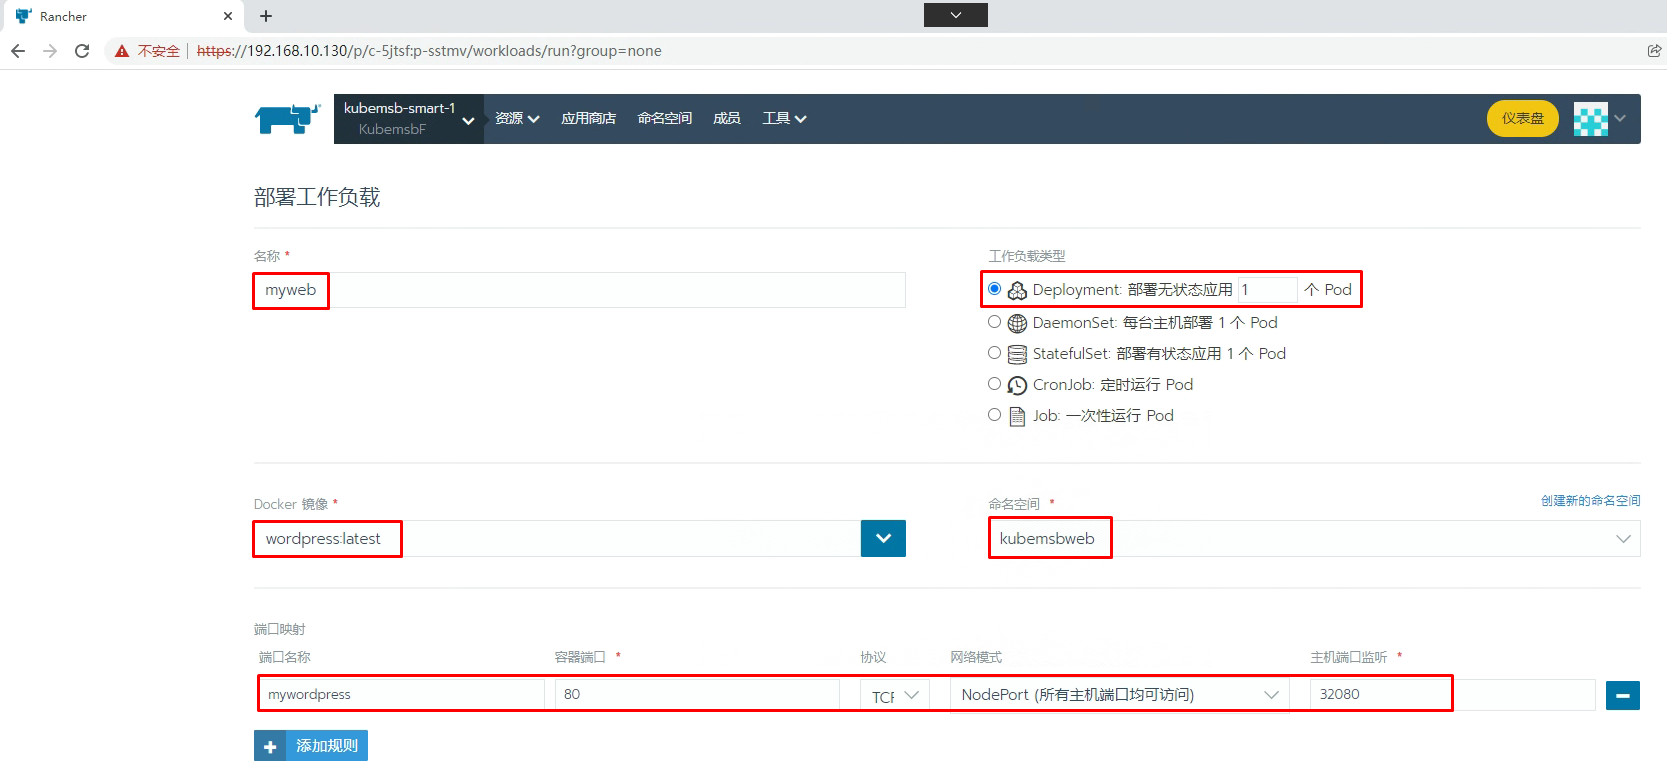 Rancher
不安全 https://192.168.10.130/p/c-5jtsf:p-sstmv/workloads/run?group=none
kubemsb-smart-1
KubemsbF
资源 应用商店 命名空间 成员 工具 仪表盘
部署工作负载
名称 *
myweb
工作负载类型
Deployment: 部署无状态应用 1 个 Pod
DaemonSet: 每台主机部署 1 个 Pod
StatefulSet: 部署有状态应用 1 个 Pod
CronJob: 定时运行 Pod
Job: 一次性运行 Pod
Docker 镜像 *
wordpress:latest
命名空间 * 创建新的命名空间
kubemsbweb
端口映射
端口名称 容器端口 * 协议 网络模式 主机端口监听 *
mywordpress 80 TCF NodePort (所有主机端口均可访问) 32080
添加规则